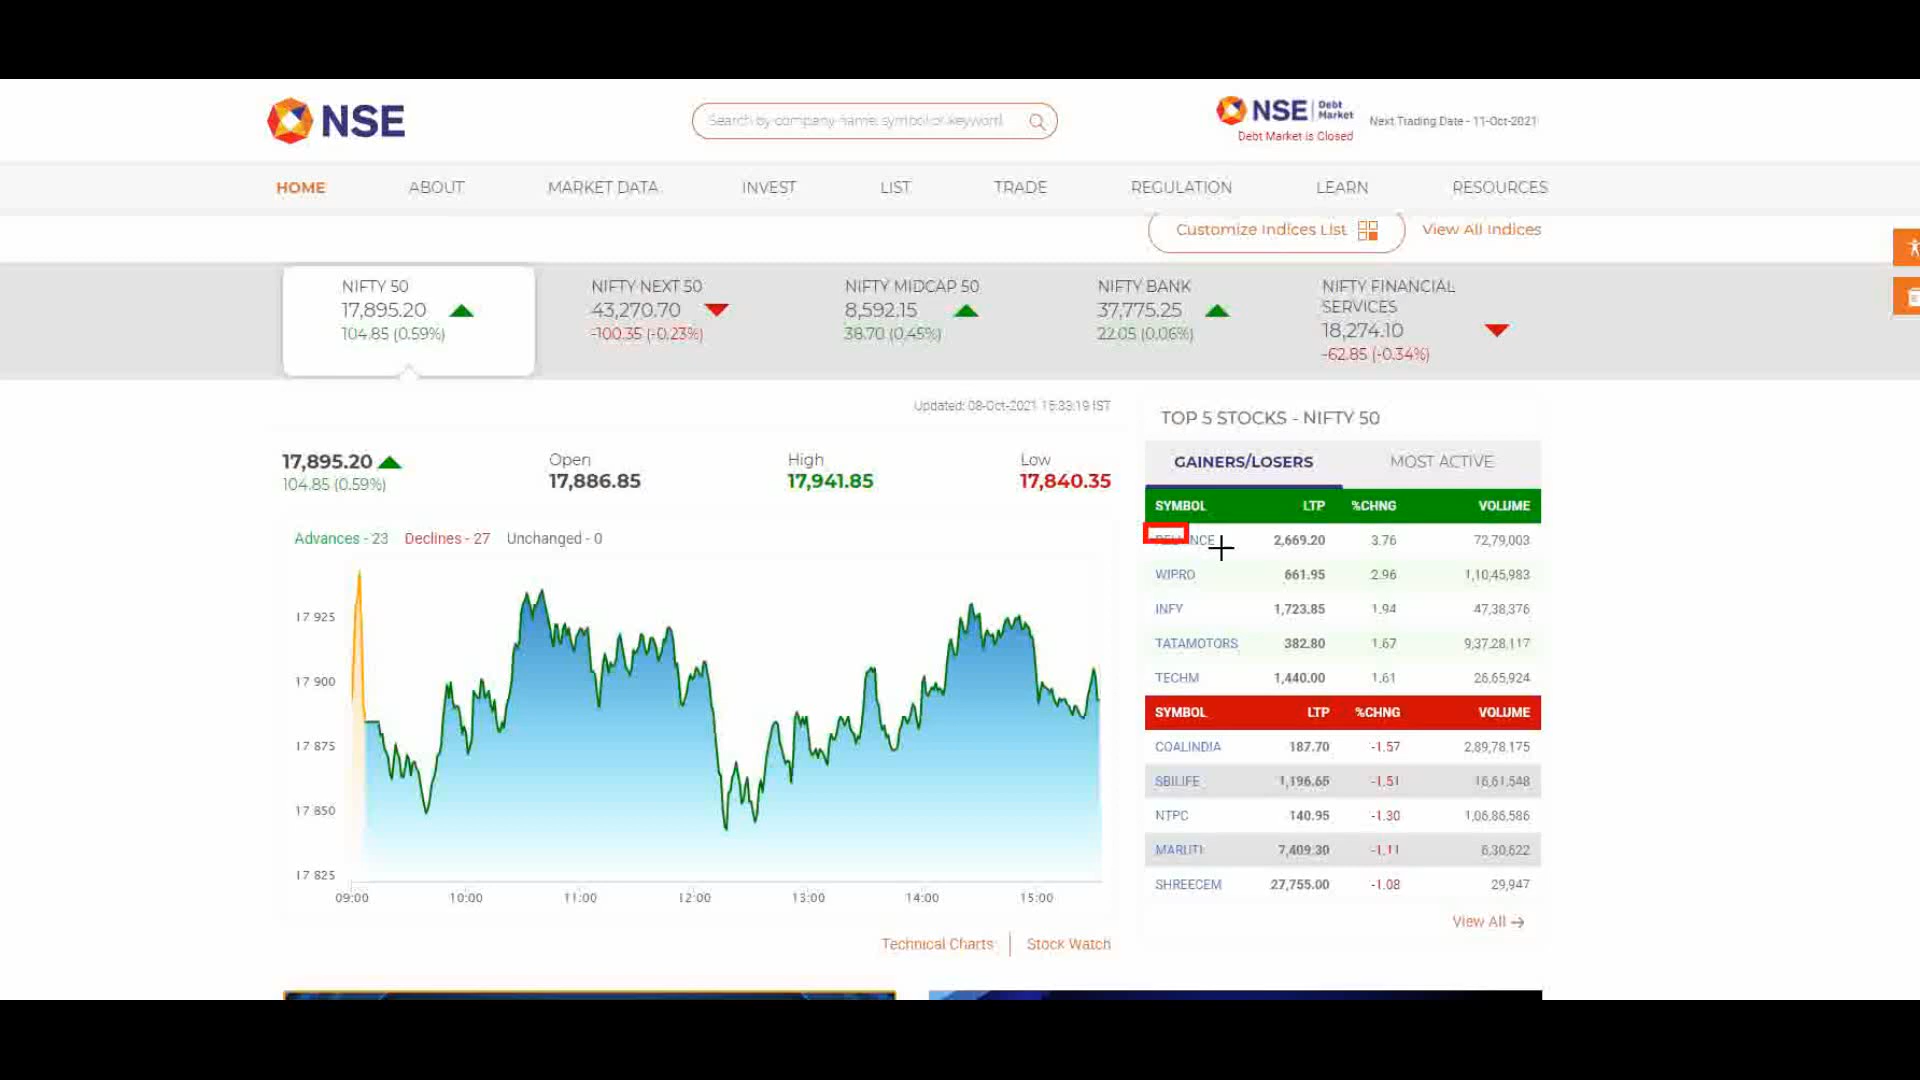 NSE
Search by company name, symbol or keyword
NSE Debt Market
Debt Market is Closed
Next Trading Date - 11-Oct-2021
HOME ABOUT MARKET DATA INVEST LIST TRADE REGULATION LEARN RESOURCES
Customize Indices List View All Indices
NIFTY 50
17,895.20
104.85 (0.59%)
NIFTY NEXT 50
43,270.70
-100.35 (-0.23%)
NIFTY MIDCAP 50
8,592.15
38.70 (0.45%)
NIFTY BANK
37,775.25
22.05 (0.06%)
NIFTY FINANCIAL
SERVICES
18,274.10
-62.85 (-0.34%)
Updated: 08-Oct-2021 15:33:19 IST
17,895.20
104.85 (0.59%)
Open
17,886.85
High
17,941.85
Low
17,840.35
Advances - 23 Declines - 27 Unchanged - 0
17 925
17 900
17 875
17 850
17 825
09:00 10:00 11:00 12:00 13:00 14:00 15:00
Technical Charts Stock Watch
TOP 5 STOCKS - NIFTY 50
GAINERS/LOSERS MOST ACTIVE
SYMBOL LTP %CHNG VOLUME
2,669.20 3.76 72,79,003
WIPRO 661.95 2.96 1,10,45,983
INFY 1,723.85 1.94 47,38,376
TATAMOTORS 382.80 1.67 9,37,28,117
TECHM 1,440.00 1.61 26,65,924
SYMBOL LTP %CHNG VOLUME
COALINDIA 187.70 -1.57 2,89,78,175
SBILIFE 1,196.65 -1.51 16,61,548
NTPC 140.95 -1.30 1,06,86,586
MARUTI 7,409.30 -1.11 6,30,622
SHREECEM 27,755.00 -1.08 29,947
View All